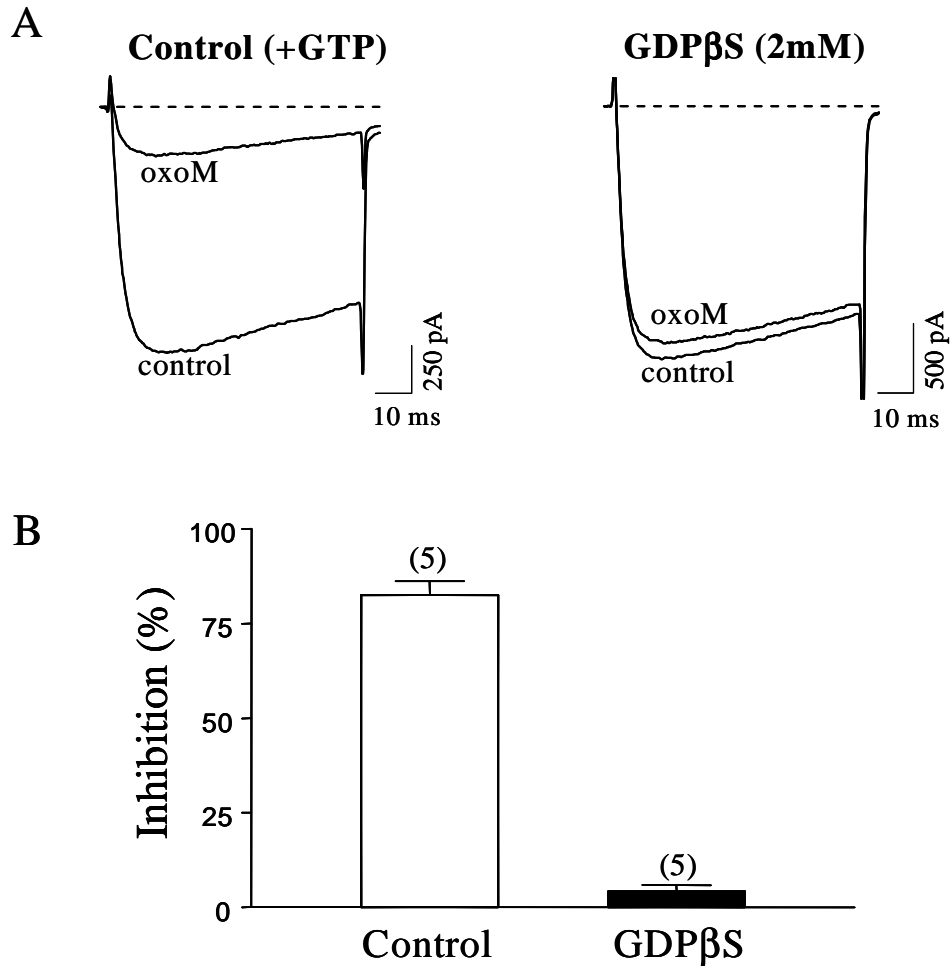 A
Control (+GTP)
GDPβS (2mM)
oxoM
control
250 pA
10 ms
oxoM
control
500 pA
10 ms
B
Inhibition (%)
100
75
50
25
0
(5)
(5)
Control
GDPβS